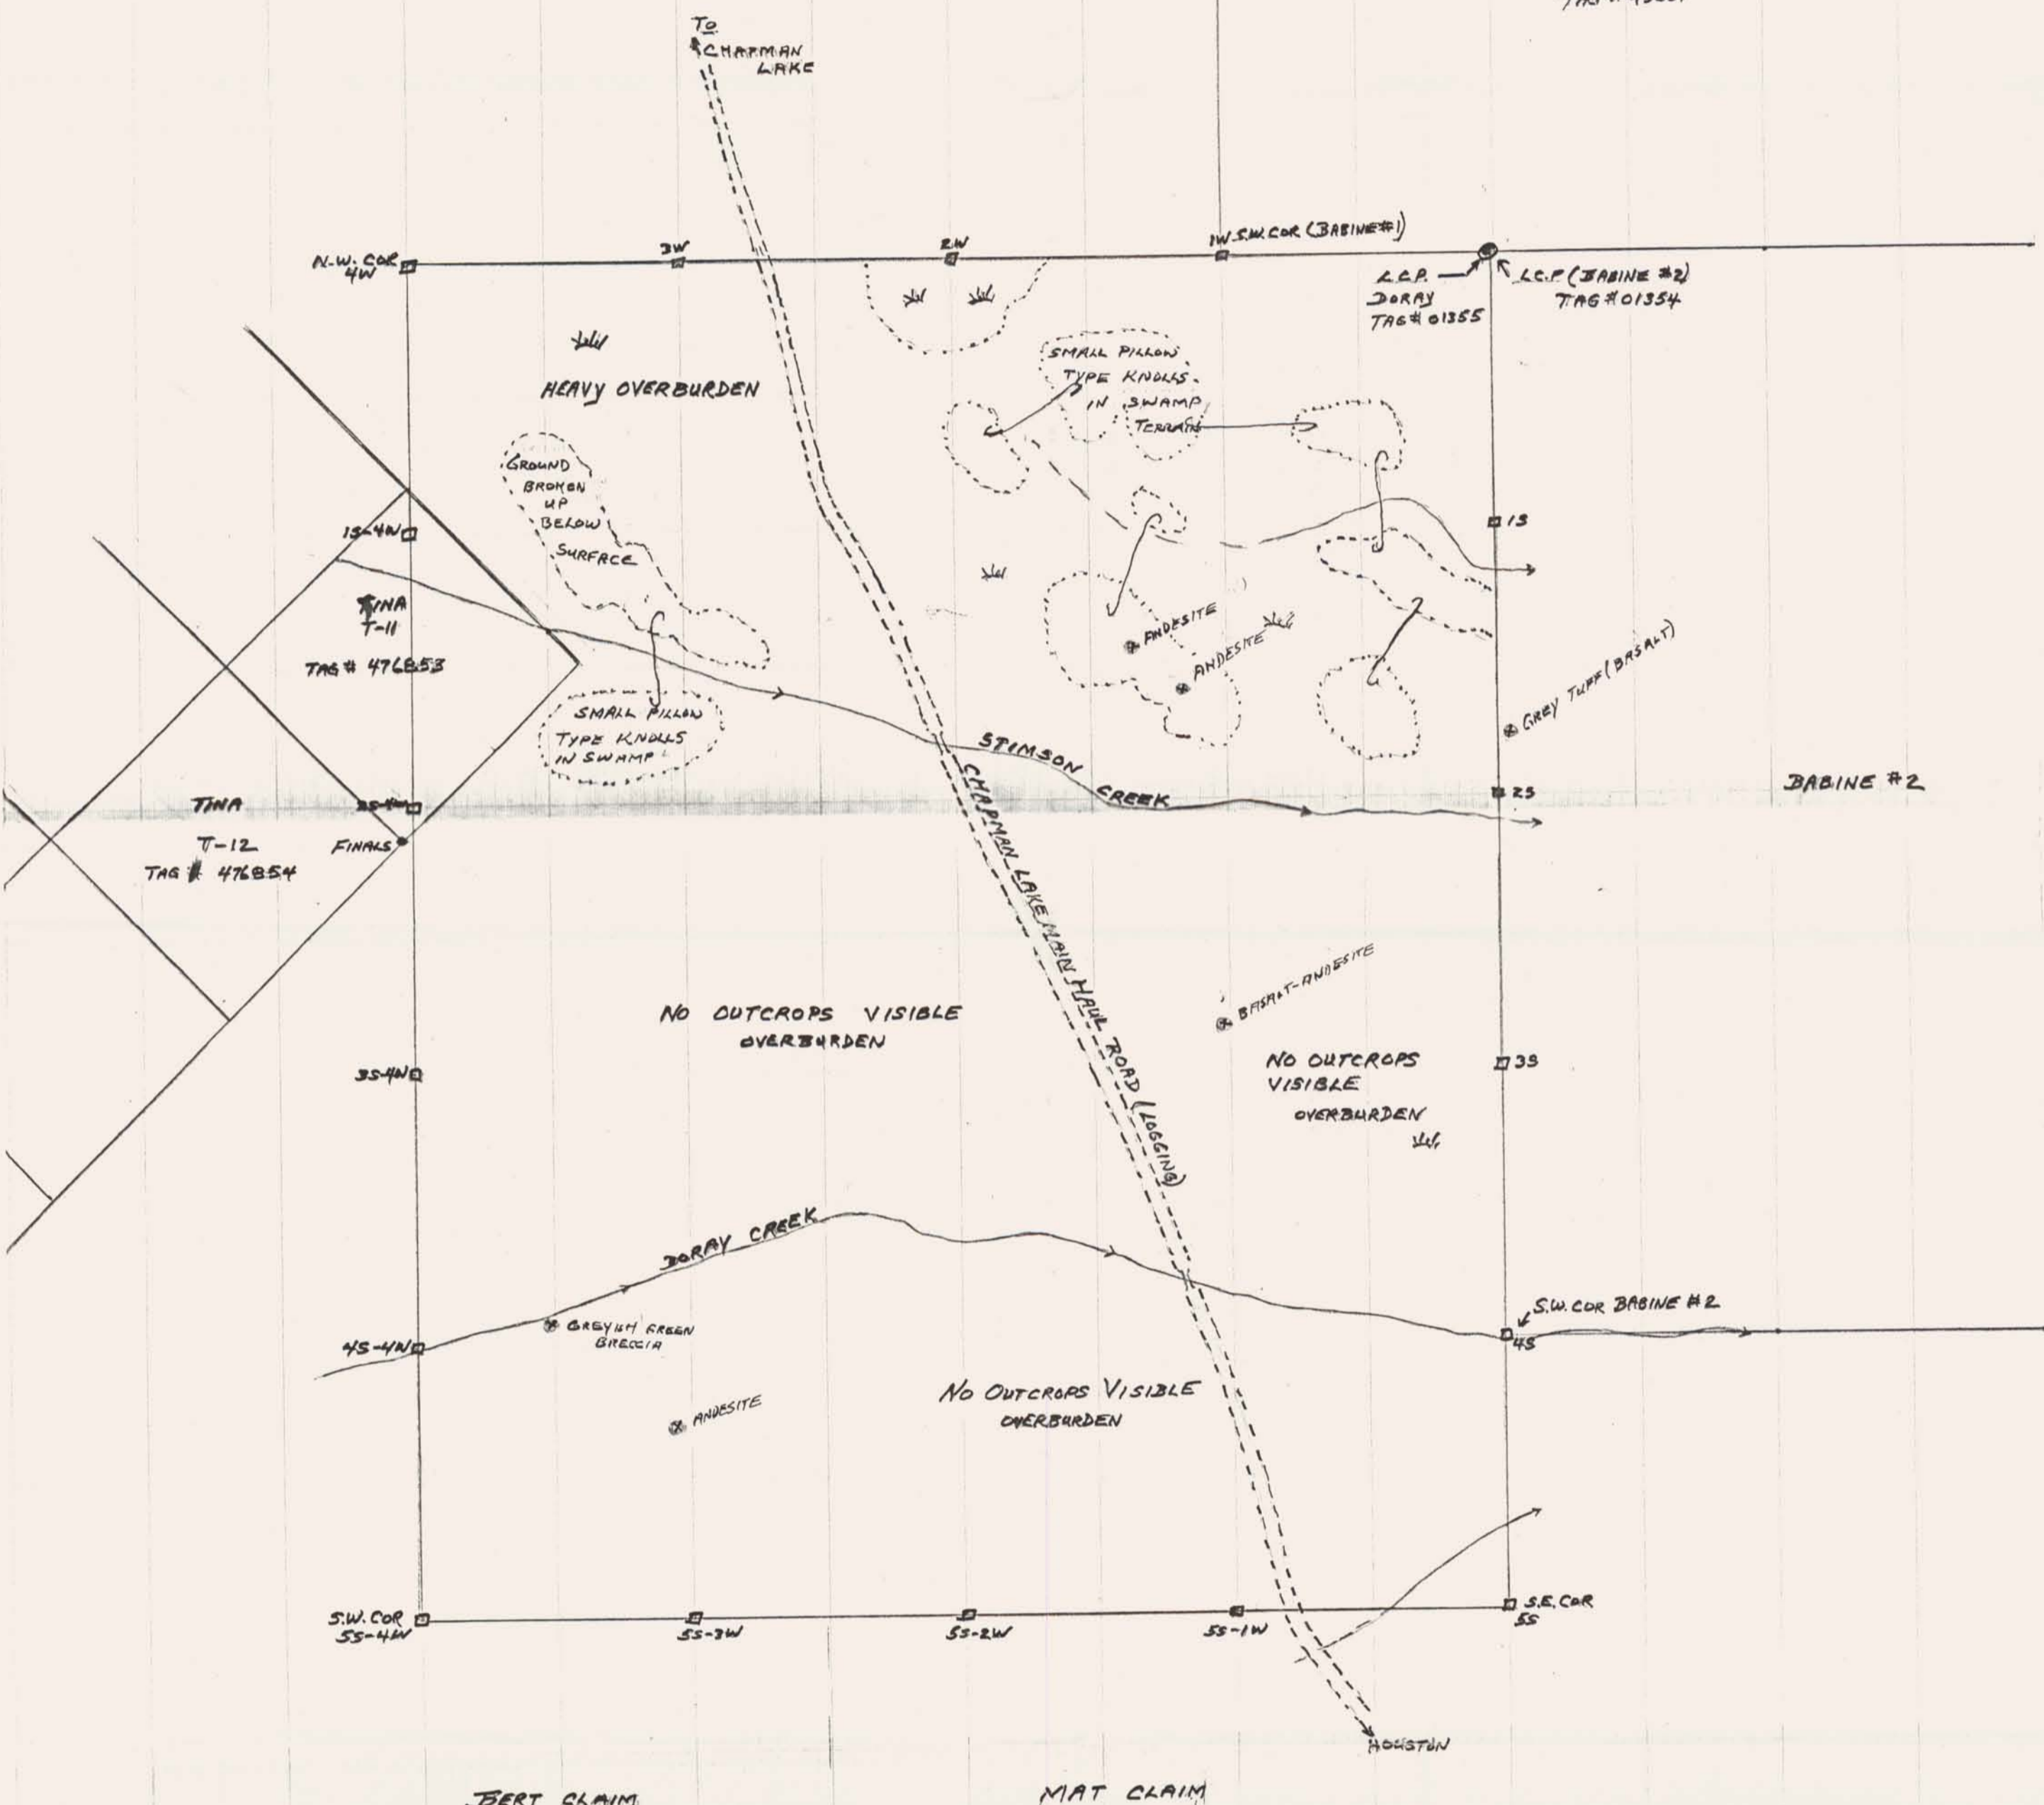 TO
CHAPMAN
LAKE
N.W. COR
4W
3W
2W
1W S.W. COR (BABINE #1)
L.C.P.
DORAY
TAG # 01355
L.C.P (BABINE #2)
TAG # 01354
HEAVY OVERBURDEN
SMALL PILLOW
TYPE KNOLLS
IN SWAMP
TERRAIN
GROUND
BROKEN
UP
BELOW
SURFACE
1S-4W
1S
TINA
T-11
TAG # 476853
ANDESITE
ANDESITE
GREY TUFF (BASALT)
SMALL PILLOW
TYPE KNOLLS
IN SWAMP
STIMSON CREEK
2S
BABINE #2
TINA
T-12
TAG # 476854
FINALS
CHAPMAN LAKE MAIN HAUL ROAD (LOGGING)
BASALT-ANDESITE
NO OUTCROPS VISIBLE
OVERBURDEN
NO OUTCROPS
VISIBLE
OVERBURDEN
3S-4W
3S
DORAY CREEK
S.W. COR BABINE #2
4S
GREYISH GREEN
BRECCIA
4S-4W
NO OUTCROPS VISIBLE
OVERBURDEN
ANDESITE
S.W. COR
5S-4W
5S-3W
5S-2W
5S-1W
S.E. COR
5S
HOUSTON
BERT CLAIM
MAT CLAIM